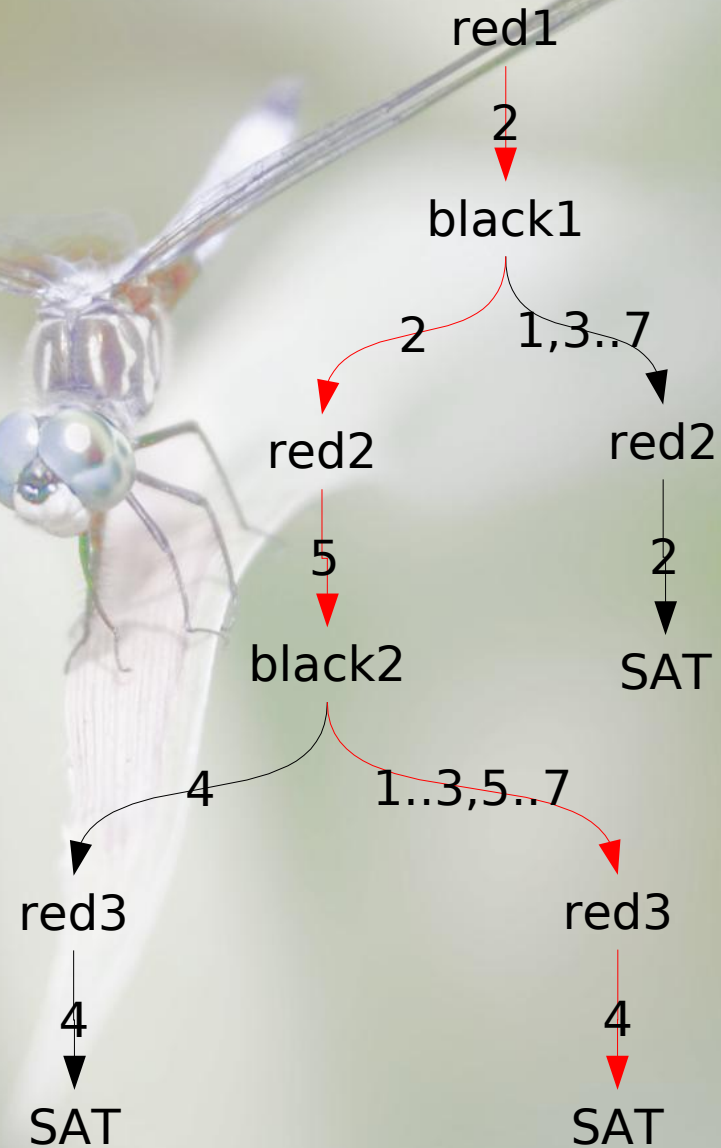 red1
2
black1
2
1,3..7
red2
red2
5
2
black2
SAT
4
1..3,5..7
red3
red3
4
4
SAT
SAT